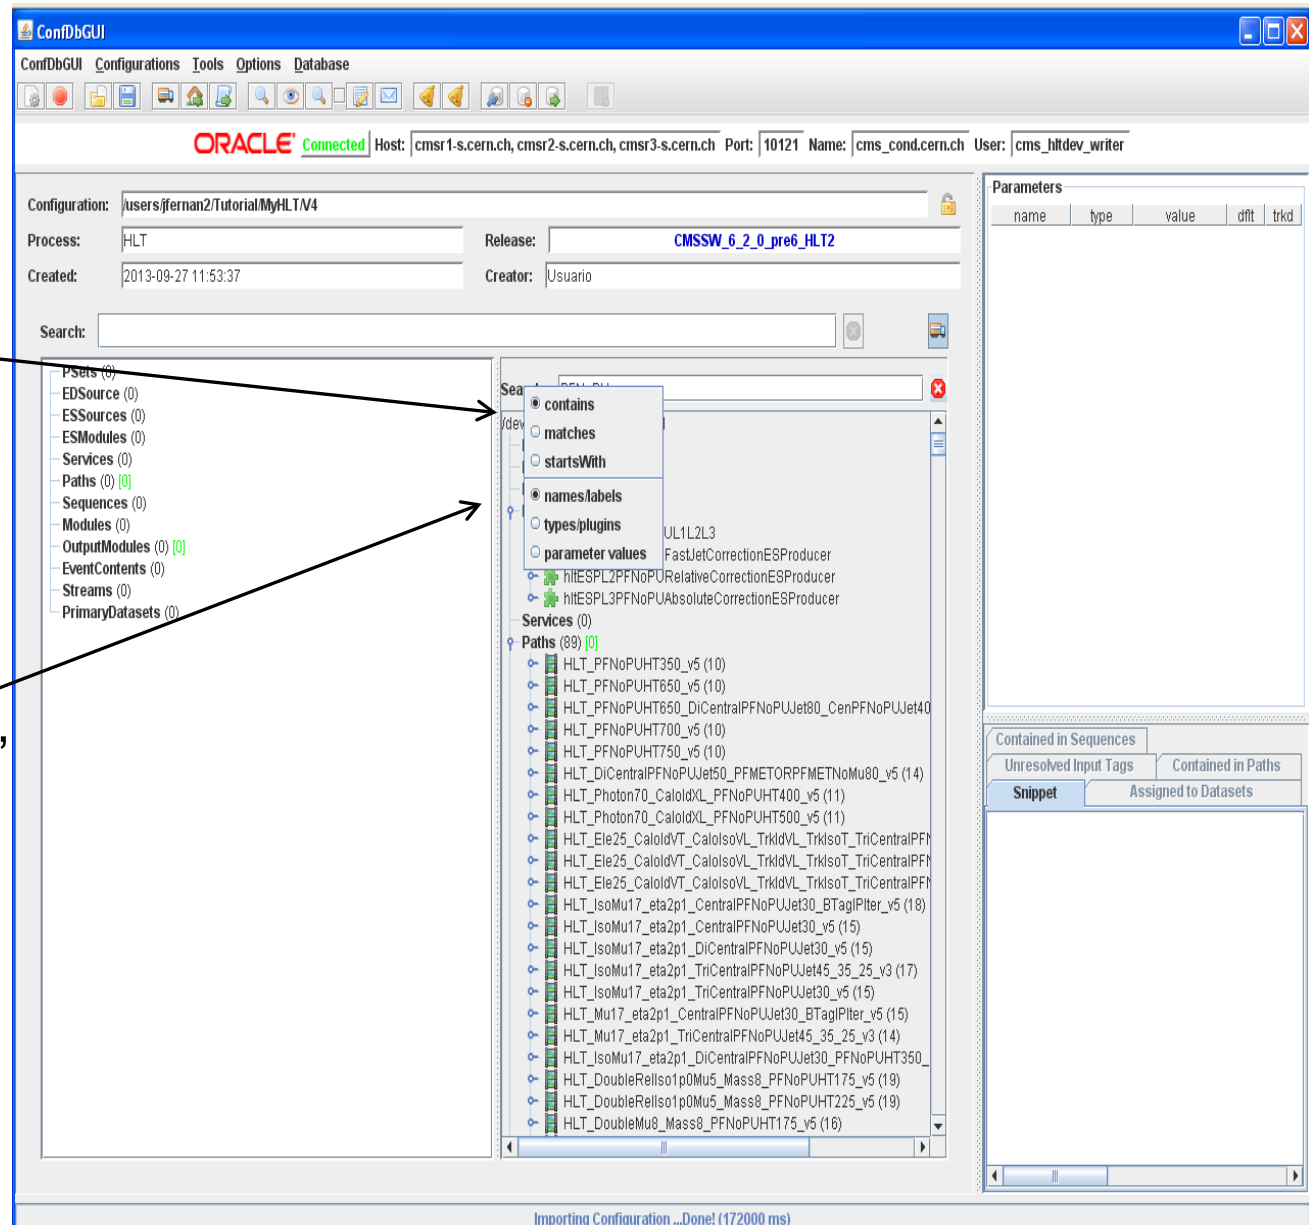 ConfDbGUI
ConfDbGUI Configurations Tools Options Database
ORACLE Connected Host: cmsr1-s.cern.ch, cmsr2-s.cern.ch, cmsr3-s.cern.ch Port: 10121 Name: cms_cond.cern.ch User: cms_hltdev_writer
Configuration: /users/jfernan2/Tutorial/MyHLT/V4
Process: HLT Release: CMSSW_6_2_0_pre6_HLT2
Created: 2013-09-27 11:53:37 Creator: Usuario
Search:
PSets (0)
EDSource (0)
ESSources (0)
ESModules (0)
Services (0)
Paths (0) [0]
Sequences (0)
Modules (0)
OutputModules (0) [0]
EventContents (0)
Streams (0)
PrimaryDatasets (0)
,
contains
matches
startsWith
names/labels
types/plugins
parameter values
/dev
UL1L2L3
FastJetCorrectionESProducer
hltESPL2PFNoPURelativeCorrectionESProducer
hltESPL3PFNoPUAbsoluteCorrectionESProducer
Services (0)
Paths (89) [0]
HLT_PFNoPUHT350_v5 (10)
HLT_PFNoPUHT650_v5 (10)
HLT_PFNoPUHT650_DiCentralPFNoPUJet80_CenPFNoPUJet40
HLT_PFNoPUHT700_v5 (10)
HLT_PFNoPUHT750_v5 (10)
HLT_DiCentralPFNoPUJet50_PFMETORPFMETNoMu80_v5 (14)
HLT_Photon70_CaloIdXL_PFNoPUHT400_v5 (11)
HLT_Photon70_CaloIdXL_PFNoPUHT500_v5 (11)
HLT_Ele25_CaloIdVT_CaloIsoVL_TrkIdVL_TrkIsoT_TriCentralPF
HLT_Ele25_CaloIdVT_CaloIsoVL_TrkIdVL_TrkIsoT_TriCentralPF
HLT_Ele25_CaloIdVT_CaloIsoVL_TrkIdVL_TrkIsoT_TriCentralPF
HLT_IsoMu17_eta2p1_CentralPFNoPUJet30_BTagIPIter_v5 (18)
HLT_IsoMu17_eta2p1_CentralPFNoPUJet30_v5 (15)
HLT_IsoMu17_eta2p1_DiCentralPFNoPUJet30_v5 (15)
HLT_IsoMu17_eta2p1_TriCentralPFNoPUJet45_35_25_v3 (17)
HLT_IsoMu17_eta2p1_TriCentralPFNoPUJet30_v5 (15)
HLT_Mu17_eta2p1_CentralPFNoPUJet30_BTagIPIter_v5 (15)
HLT_Mu17_eta2p1_TriCentralPFNoPUJet45_35_25_v3 (14)
HLT_IsoMu17_eta2p1_DiCentralPFNoPUJet30_PFNoPUHT350_
HLT_DoubleRelIso1p0Mu5_Mass8_PFNoPUHT175_v5 (19)
HLT_DoubleRelIso1p0Mu5_Mass8_PFNoPUHT225_v5 (19)
HLT_DoubleMu8_Mass8_PFNoPUHT175_v5 (16)
Parameters
name type value dflt trkd
Contained in Sequences
Unresolved Input Tags Contained in Paths
Snippet Assigned to Datasets
Importing Configuration ...Done! (172000 ms)